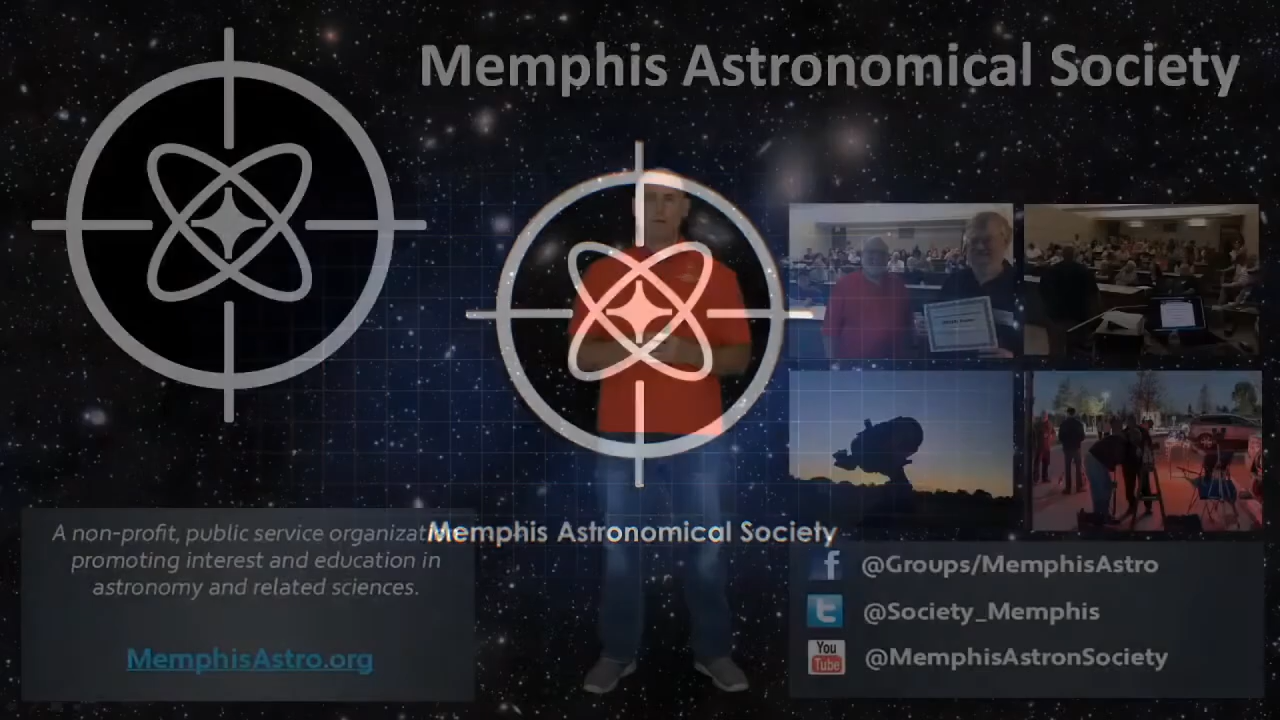 Memphis Astronomical Society
A non-profit, public service organizat
promoting interest and education in
astronomy and related sciences.
MemphisAstro.org
Memphis Astronomical Society
f @Groups/MemphisAstro
t @Society_Memphis
You Tube @MemphisAstronSociety